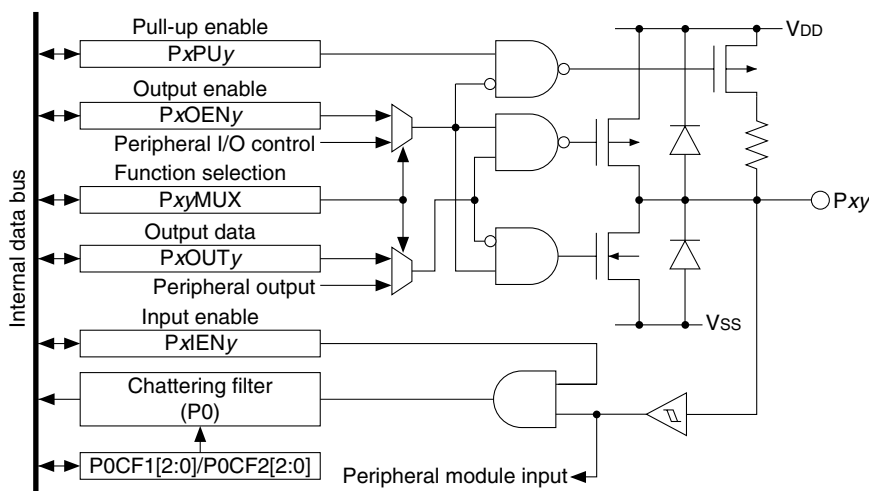 Pull-up enable
PxPUy
Output enable
PxOENy
Peripheral I/O control
Function selection
PxyMUX
Output data
PxOUTy
Peripheral output
Input enable
PxIENy
Chattering filter
(P0)
P0CF1[2:0]/P0CF2[2:0]
Internal data bus
VDD
Pxy
VSS
Peripheral module input